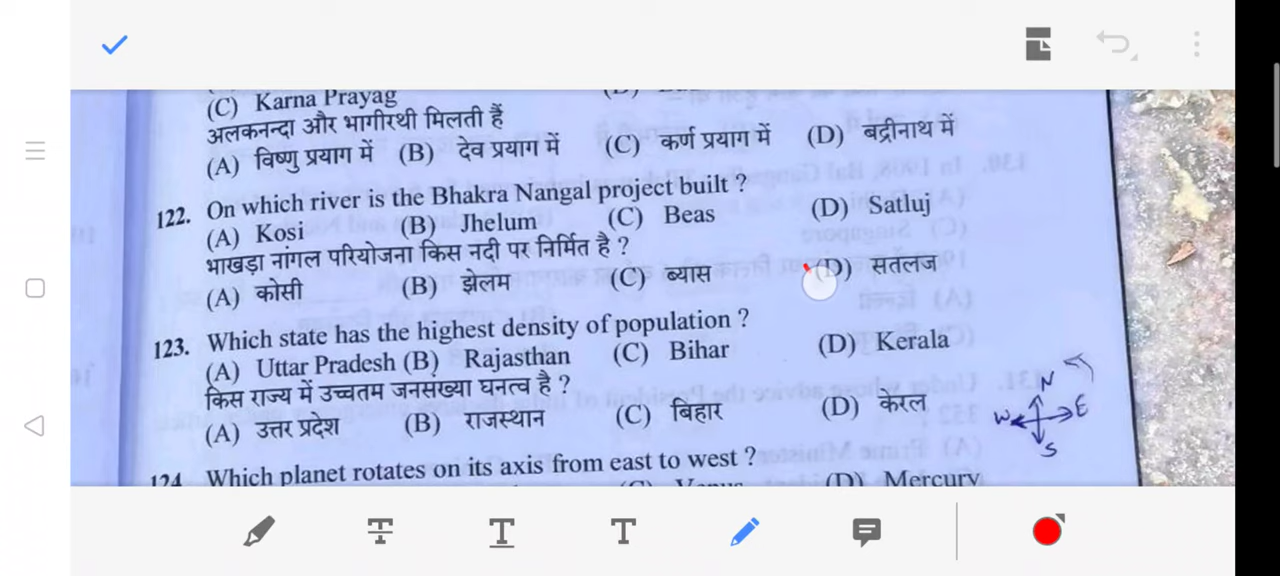 (C) Karna Prayag
अलकनन्दा और भागीरथी मिलती हैं
(A) विष्णु प्रयाग में (B) देव प्रयाग में (C) कर्ण प्रयाग में (D) बद्रीनाथ में
122. On which river is the Bhakra Nangal project built ?
(A) Kosi (B) Jhelum (C) Beas (D) Satluj
भाखड़ा नांगल परियोजना किस नदी पर निर्मित है ?
(A) कोसी (B) झेलम (C) ब्यास (D) सतलज
123. Which state has the highest density of population ?
(A) Uttar Pradesh (B) Rajasthan (C) Bihar (D) Kerala
किस राज्य में उच्चतम जनसंख्या घनत्व है ?
(A) उत्तर प्रदेश (B) राजस्थान (C) बिहार (D) केरल
N
W E
S
124 Which planet rotates on its axis from east to west ?
(C) Venus (D) Mercury